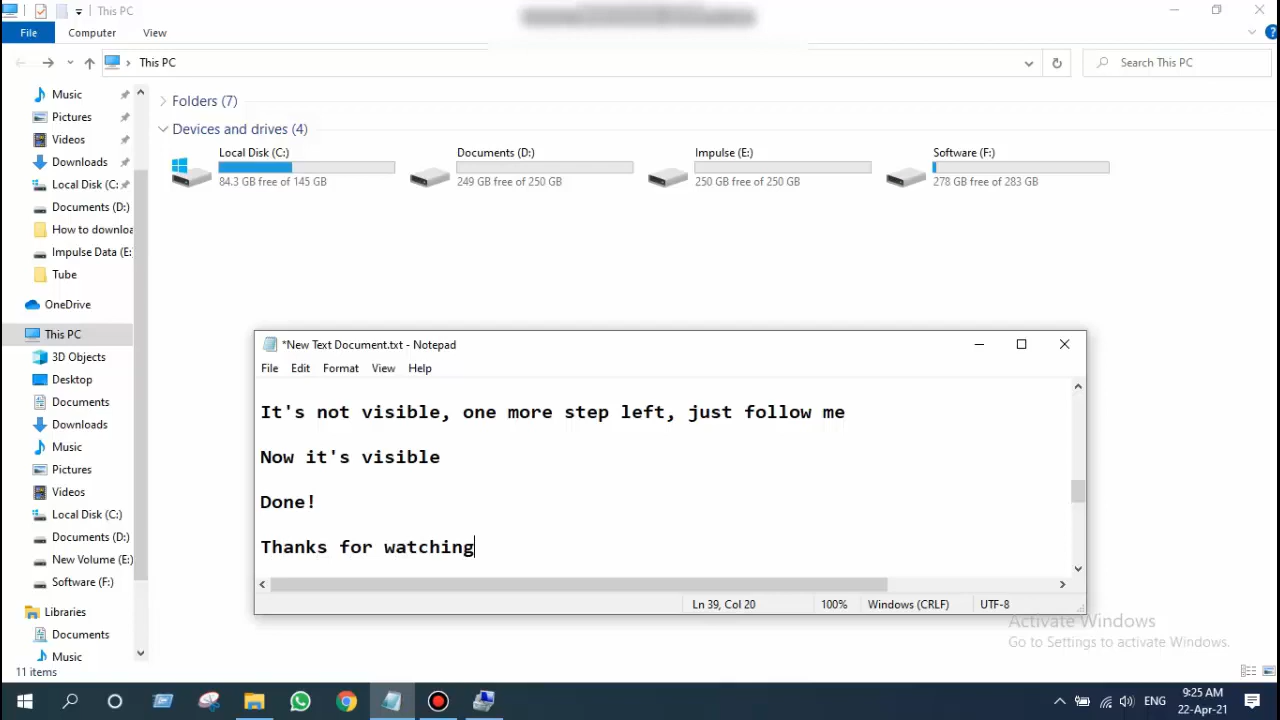 This PC
File Computer View
This PC
Search This PC
Music
Pictures
Videos
Downloads
Local Disk (C:
Documents (D:)
How to downloa
Impulse Data (E:
Tube
OneDrive
This PC
3D Objects
Desktop
Documents
Downloads
Music
Pictures
Videos
Local Disk (C:)
Documents (D:)
New Volume (E:)
Software (F:)
Libraries
Documents
Music
11 items
Folders (7)
Devices and drives (4)
Local Disk (C:)
84.3 GB free of 145 GB
Documents (D:)
249 GB free of 250 GB
Impulse (E:)
250 GB free of 250 GB
Software (F:)
278 GB free of 283 GB
*New Text Document.txt - Notepad
File Edit Format View Help
It's not visible, one more step left, just follow me
Now it's visible
Done!
Thanks for watching
Ln 39, Col 20 100% Windows (CRLF) UTF-8
Activate Windows
Go to Settings to activate Windows.
ENG
9:25 AM
22-Apr-21